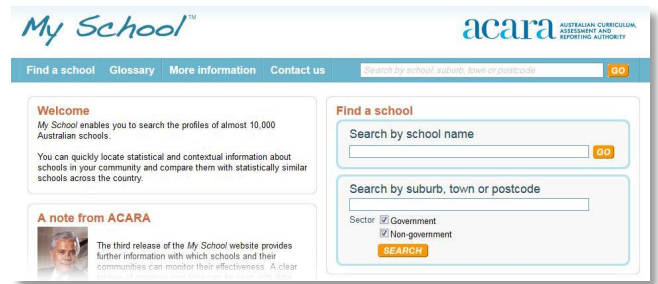 My School™
acara AUSTRALIAN CURRICULUM,
ASSESSMENT AND
REPORTING AUTHORITY
Find a school Glossary More information Contact us Search by school, suburb, town or postcode GO
Welcome
My School enables you to search the profiles of almost 10,000
Australian schools.
You can quickly locate statistical and contextual information about
schools in your community and compare them with statistically similar
schools across the country.
A note from ACARA
The third release of the My School website provides
further information with which schools and their
communities can monitor their effectiveness. A clear
Find a school
Search by school name
GO
Search by suburb, town or postcode
Sector Government
Non-government
SEARCH